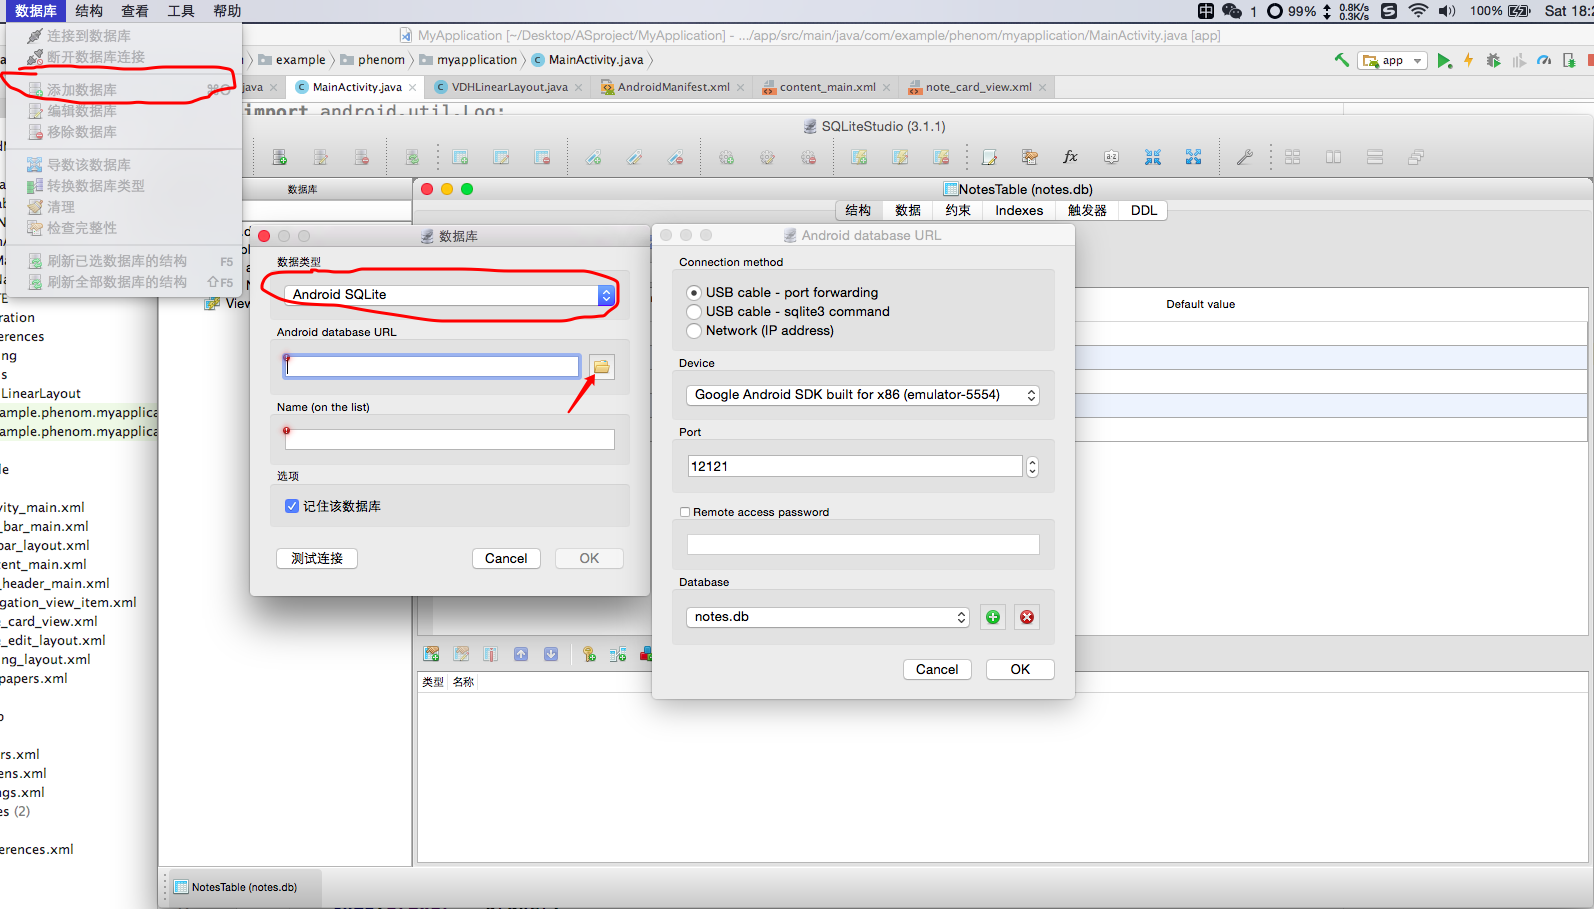 数据库 结构 查看 工具 帮助
1 99% 0.8K/s 0.3K/s 100% Sat 18:2
连接到数据库
断开数据库连接
添加数据库
编辑数据库
移除数据库
导数该数据库
转换数据库类型
清理
检查完整性
刷新已选数据库的结构 F5
刷新全部数据库的结构 ⇧F5
MyApplication [~/Desktop/ASproject/MyApplication] - .../app/src/main/java/com/example/phenom/myapplication/MainActivity.java [app]
example phenom myapplication MainActivity.java
app
java MainActivity.java VDHLinearLayout.java AndroidManifest.xml content_main.xml note_card_view.xml
import android.util.Log;
SQLiteStudio (3.1.1)
数据库
NotesTable (notes.db)
结构 数据 约束 Indexes 触发器 DDL
Default value
View
ration
erences
ng
s
LinearLayout
ample.phenom.myapplica
ample.phenom.myapplica
le
vity_main.xml
_bar_main.xml
bar_layout.xml
tent_main.xml
_header_main.xml
igation_view_item.xml
e_card_view.xml
e_edit_layout.xml
ing_layout.xml
papers.xml
rs.xml
ens.xml
ngs.xml
es (2)
erences.xml
数据库
数据类型
Android SQLite
Android database URL
Name (on the list)
选项
记住该数据库
测试连接 Cancel OK
Android database URL
Connection method
USB cable - port forwarding
USB cable - sqlite3 command
Network (IP address)
Device
Google Android SDK built for x86 (emulator-5554)
Port
12121
Remote access password
Database
notes.db
Cancel OK
类型 名称
NotesTable (notes.db)